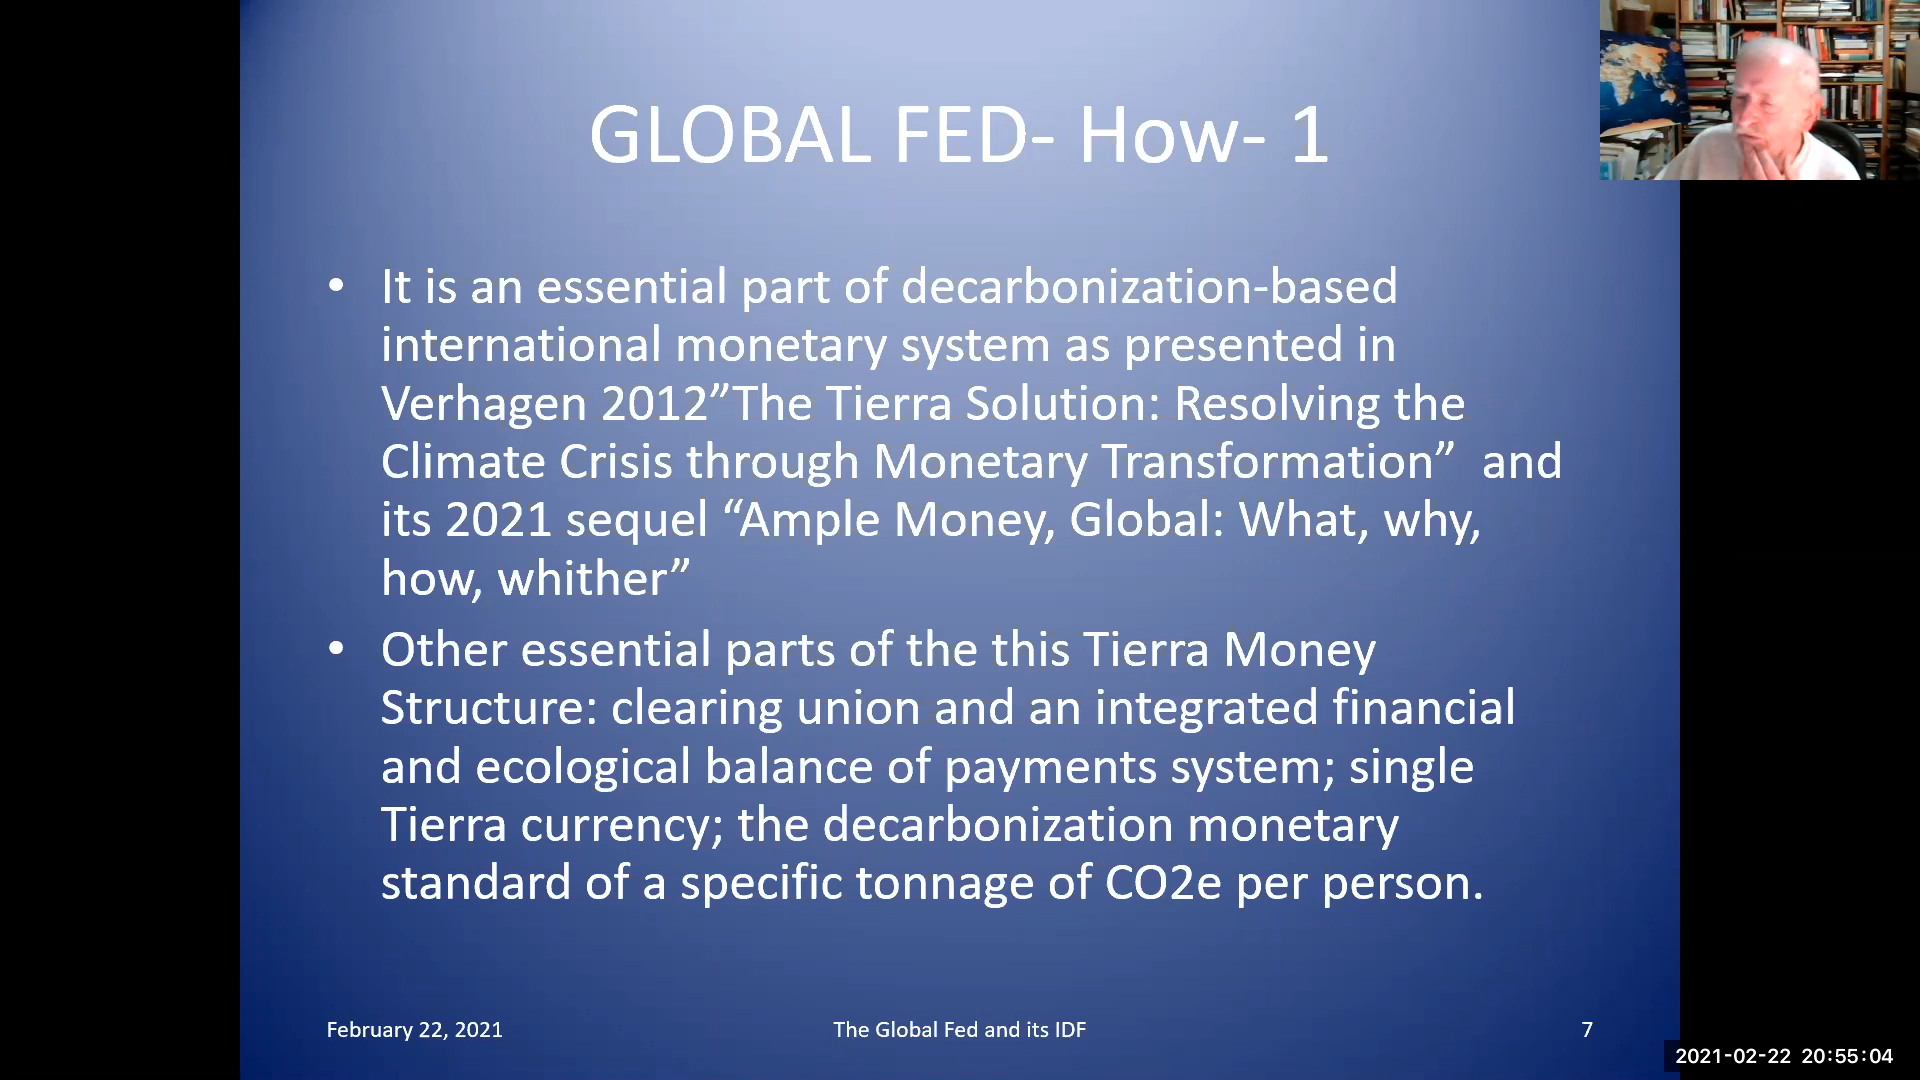 GLOBAL FED- How- 1
• It is an essential part of decarbonization-based
international monetary system as presented in
Verhagen 2012”The Tierra Solution: Resolving the
Climate Crisis through Monetary Transformation”  and
its 2021 sequel “Ample Money, Global: What, why,
how, whither”
• Other essential parts of the this Tierra Money
Structure: clearing union and an integrated financial
and ecological balance of payments system; single
Tierra currency; the decarbonization monetary
standard of a specific tonnage of CO2e per person.
February 22, 2021
The Global Fed and its IDF
7
2021-02-22 20:55:04